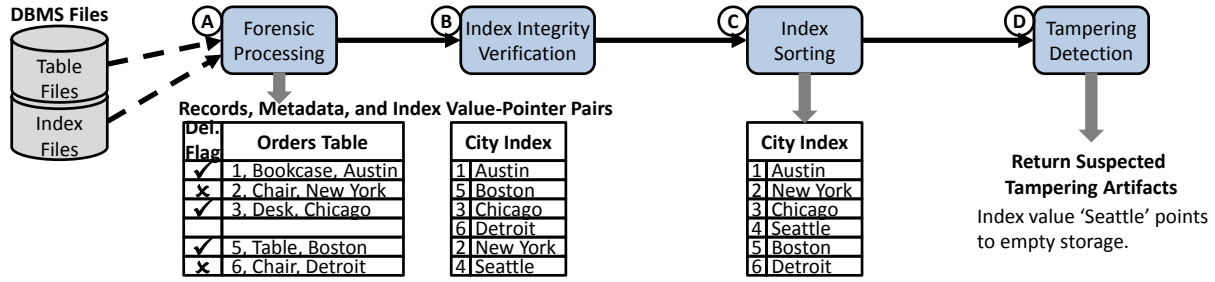 DBMS Files
Table
Files
Index
Files
A
Forensic
Processing
B
Index Integrity
Verification
C
Index
Sorting
D
Tampering
Detection
Records, Metadata, and Index Value-Pointer Pairs
Del.
Flag
Orders Table
✓ 1, Bookcase, Austin
✗ 2, Chair, New York
✓ 3, Desk, Chicago
✓ 5, Table, Boston
✗ 6, Chair, Detroit
City Index
1 Austin
5 Boston
3 Chicago
6 Detroit
2 New York
4 Seattle
City Index
1 Austin
2 New York
3 Chicago
4 Seattle
5 Boston
6 Detroit
Return Suspected
Tampering Artifacts
Index value ‘Seattle’ points
to empty storage.